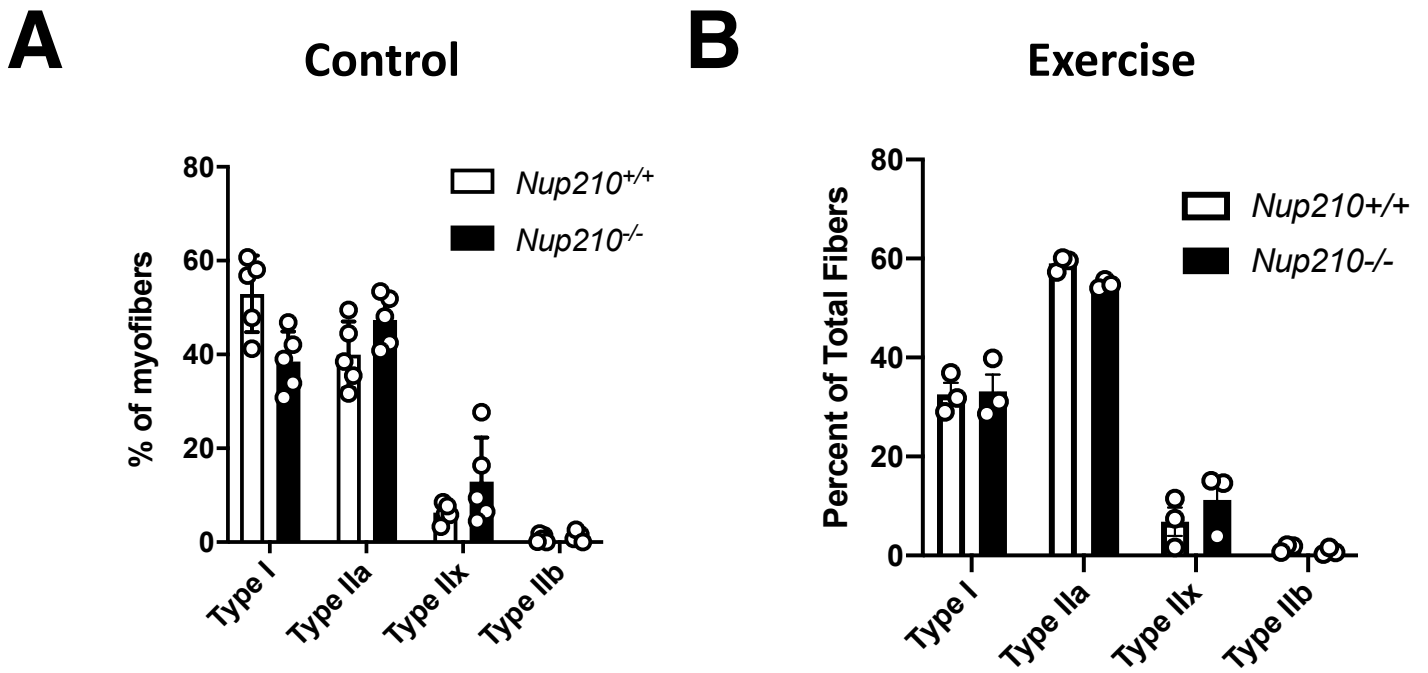 A
Control
80
60
40
20
0
% of myofibers
Nup210+/+
Nup210-/-
Type I
Type IIa
Type IIx
Type IIb
B
Exercise
80
60
40
20
0
Percent of Total Fibers
Nup210+/+
Nup210-/-
Type I
Type IIa
Type IIx
Type IIb